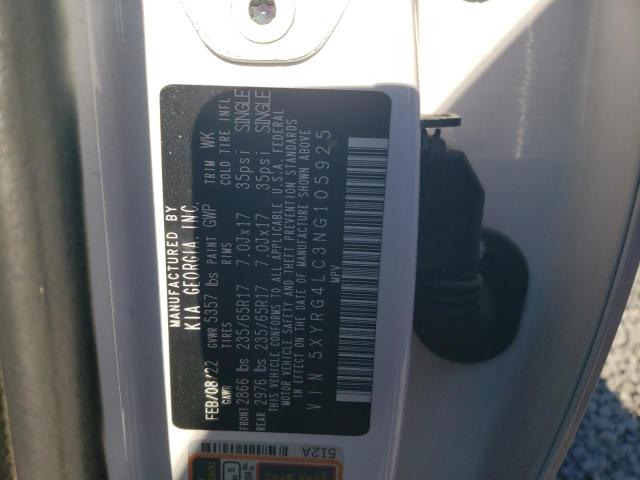 MANUFACTURED BY
KIA GEORGIA, INC.
FEB/08/22 GVWR 5357 lbs PAINT GWP TRIM WK
GAWR TIRES RIMS COLD TIRE INFL
FRONT 2866 lbs 235/65R17 7.0Jx17 35psi SINGLE
REAR 2976 lbs 235/65R17 7.0Jx17 35psi SINGLE
THIS VEHICLE CONFORMS TO ALL APPLICABLE U.S.A. FEDERAL
MOTOR VEHICLE SAFETY AND THEFT PREVENTION STANDARDS
IN EFFECT ON THE DATE OF MANUFACTURE SHOWN ABOVE
VIN 5XYRG4LC3NG105925
MPV
512A